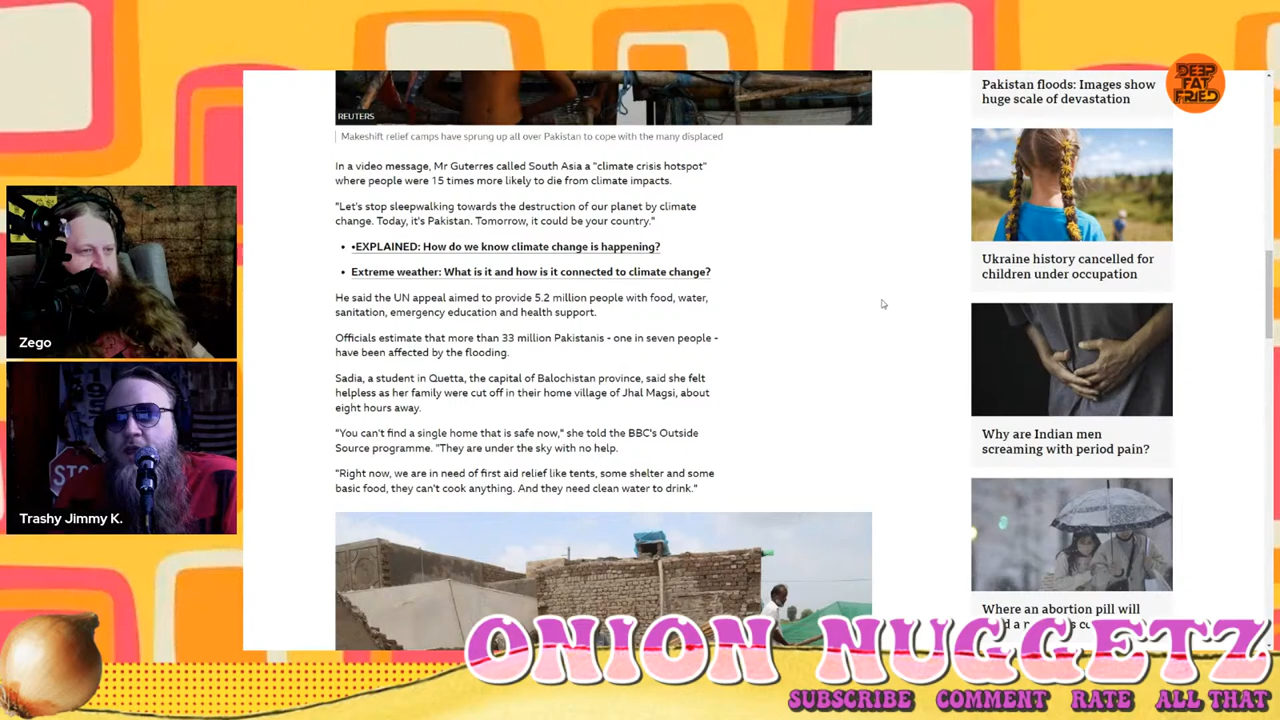 Pakistan floods: Images show
huge scale of devastation
DEEP
FAT
FRIED
REUTERS
Makeshift relief camps have sprung up all over Pakistan to cope with the many displaced
In a video message, Mr Guterres called South Asia a "climate crisis hotspot"
where people were 15 times more likely to die from climate impacts.
"Let's stop sleepwalking towards the destruction of our planet by climate
change. Today, it's Pakistan. Tomorrow, it could be your country."
• •EXPLAINED: How do we know climate change is happening?
• Extreme weather: What is it and how is it connected to climate change?
He said the UN appeal aimed to provide 5.2 million people with food, water,
sanitation, emergency education and health support.
Officials estimate that more than 33 million Pakistanis - one in seven people -
have been affected by the flooding.
Sadia, a student in Quetta, the capital of Balochistan province, said she felt
helpless as her family were cut off in their home village of Jhal Magsi, about
eight hours away.
"You can't find a single home that is safe now," she told the BBC's Outside
Source programme. "They are under the sky with no help.
"Right now, we are in need of first aid relief like tents, some shelter and some
basic food, they can't cook anything. And they need clean water to drink."
Ukraine history cancelled for
children under occupation
Why are Indian men
screaming with period pain?
Where an abortion pill will
Zego
STOP
Trashy Jimmy K.
ONION NUGGETZ
SUBSCRIBE COMMENT RATE ALL THAT